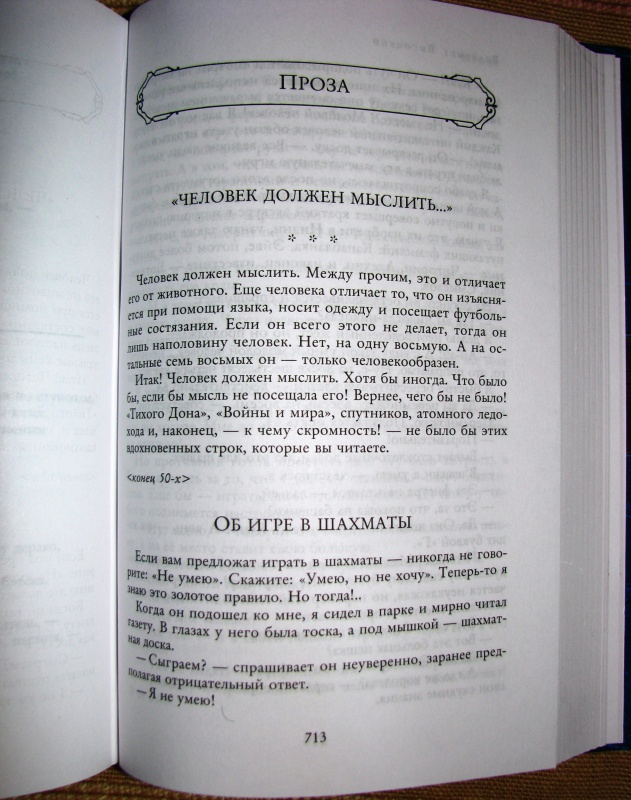 ПРОЗА
«ЧЕЛОВЕК ДОЛЖЕН МЫСЛИТЬ...»
* * *
Человек должен мыслить. Между прочим, это и отличает
его от животного. Еще человека отличает то, что он изъясня-
ется при помощи языка, носит одежду и посещает футболь-
ные состязания. Если он всего этого не делает, тогда он
лишь наполовину человек. Нет, на одну восьмую. А на ос-
тальные семь восьмых он — только человекообразен.
Итак! Человек должен мыслить. Хотя бы иногда. Что было
бы, если бы мысль не посещала его! Вернее, чего бы не было!
«Тихого Дона», «Войны и мира», спутников, атомного ледо-
хода и, наконец, — к чему скромность! — не было бы этих
вдохновенных строк, которые вы читаете.
<конец 50-х>
ОБ ИГРЕ В ШАХМАТЫ
Если вам предложат играть в шахматы — никогда не гово-
рите: «Не умею». Скажите: «Умею, но не хочу». Теперь-то я
знаю это золотое правило. Но тогда!..
Когда он подошел ко мне, я сидел в парке и мирно читал
газету. В глазах у него была тоска, а под мышкой — шахмат-
ная доска.
— Сыграем? — спрашивает он неуверенно, заранее пред-
полагая отрицательный ответ.
— Я не умею!
713